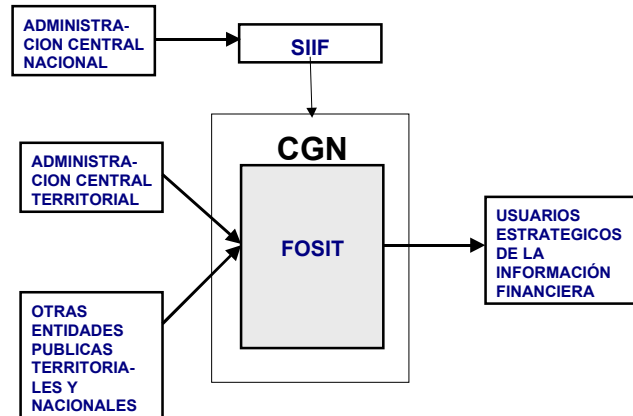 ADMINISTRA-
CION CENTRAL
NACIONAL
SIIF
CGN
ADMINISTRA-
CION CENTRAL
TERRITORIAL
FOSIT
USUARIOS
ESTRATEGICOS
DE LA
INFORMACIÓN
FINANCIERA
OTRAS
ENTIDADES
PUBLICAS
TERRITORIA-
LES Y
NACIONALES